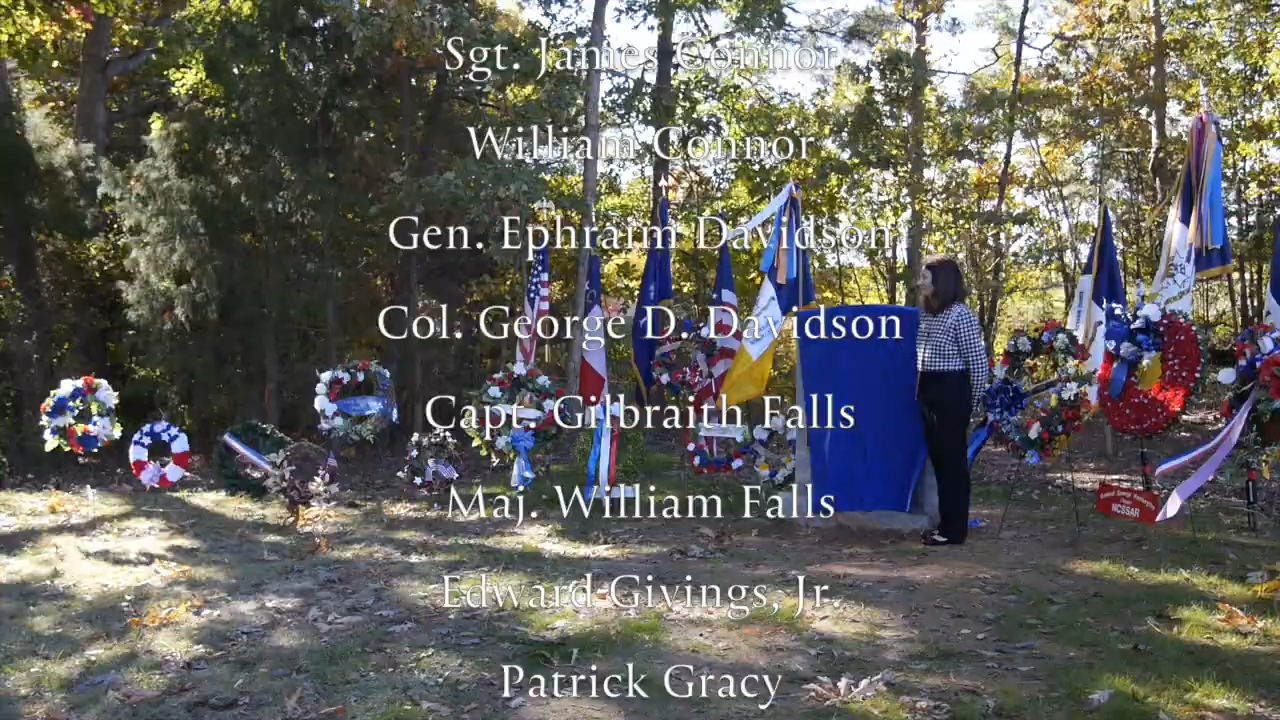 Sgt. James Connor
William Connor
Gen. Ephraim Davidson
Col. George D. Davidson
Capt. Gilbraith Falls
Maj. William Falls
Edward Givings, Jr.
Patrick Gracy
NCSSAR